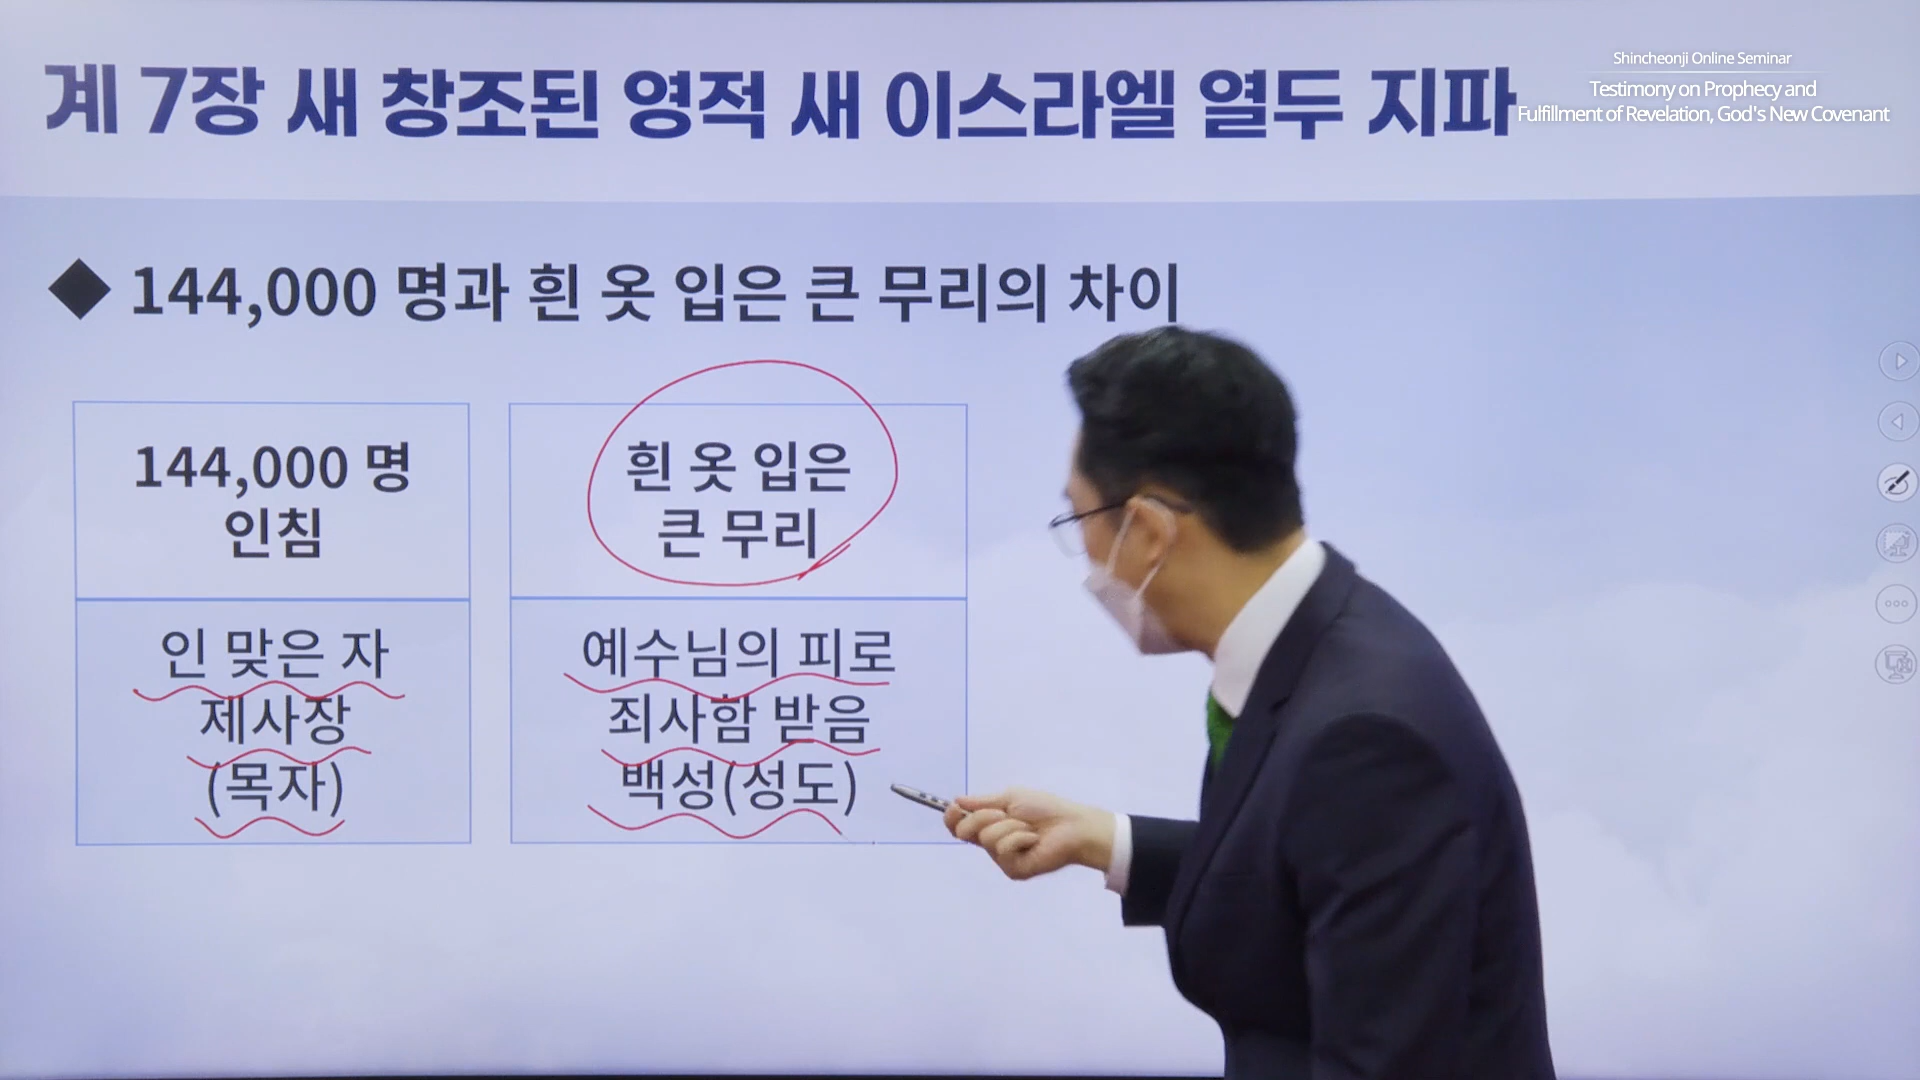 계 7장 새 창조된 영적 새 이스라엘 열두 지파
Shincheonji Online Seminar
Testimony on Prophecy and
Fulfillment of Revelation, God's New Covenant
◆ 144,000 명과 흰 옷 입은 큰 무리의 차이
144,000 명
인침
인 맞은 자
제사장
(목자)
흰 옷 입은
큰 무리
예수님의 피로
죄사함 받음
백성(성도)